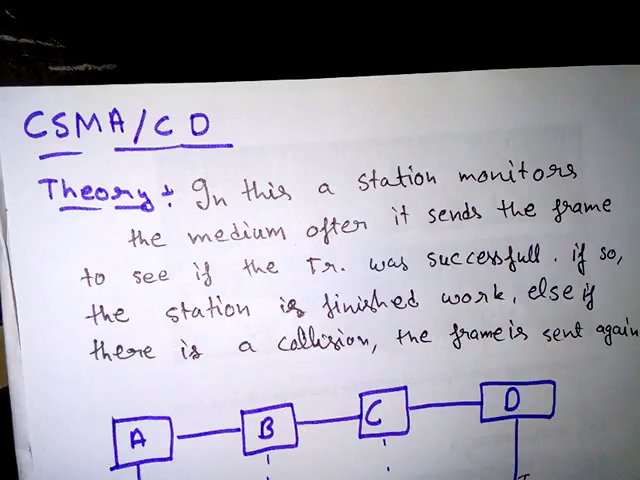 CSMA/CD
Theory: In this a station monitors
the medium after it sends the frame
to see if the Tr. was successfull. if so,
the station is finished work, else if
there is a collision, the frame is sent again
A B C D